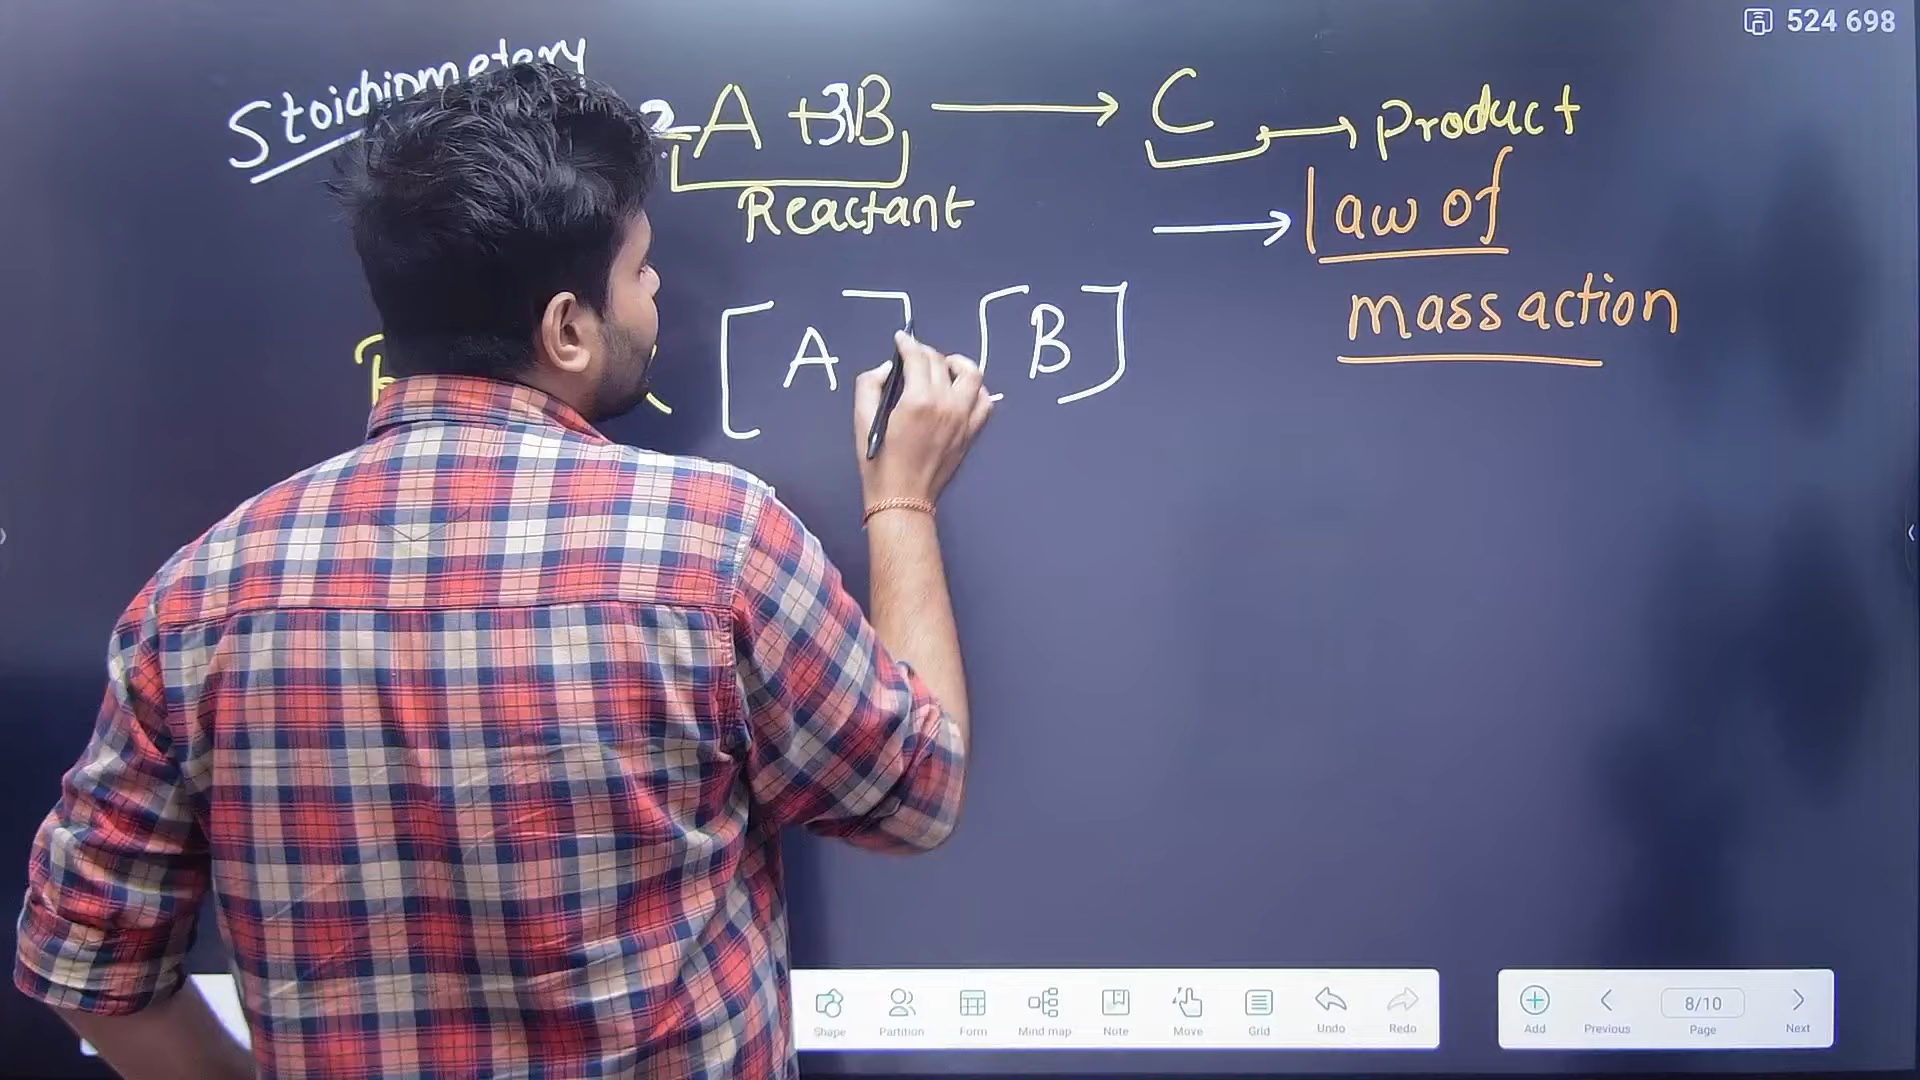 524 698
Stoichiometery
2A + 3B ⟶ C → product
Reactant
→ law of
mass action
[A] [B]
Shape Partition Form Mind map Note Move Grid Undo Redo
Add Previous 8/10 Page Next